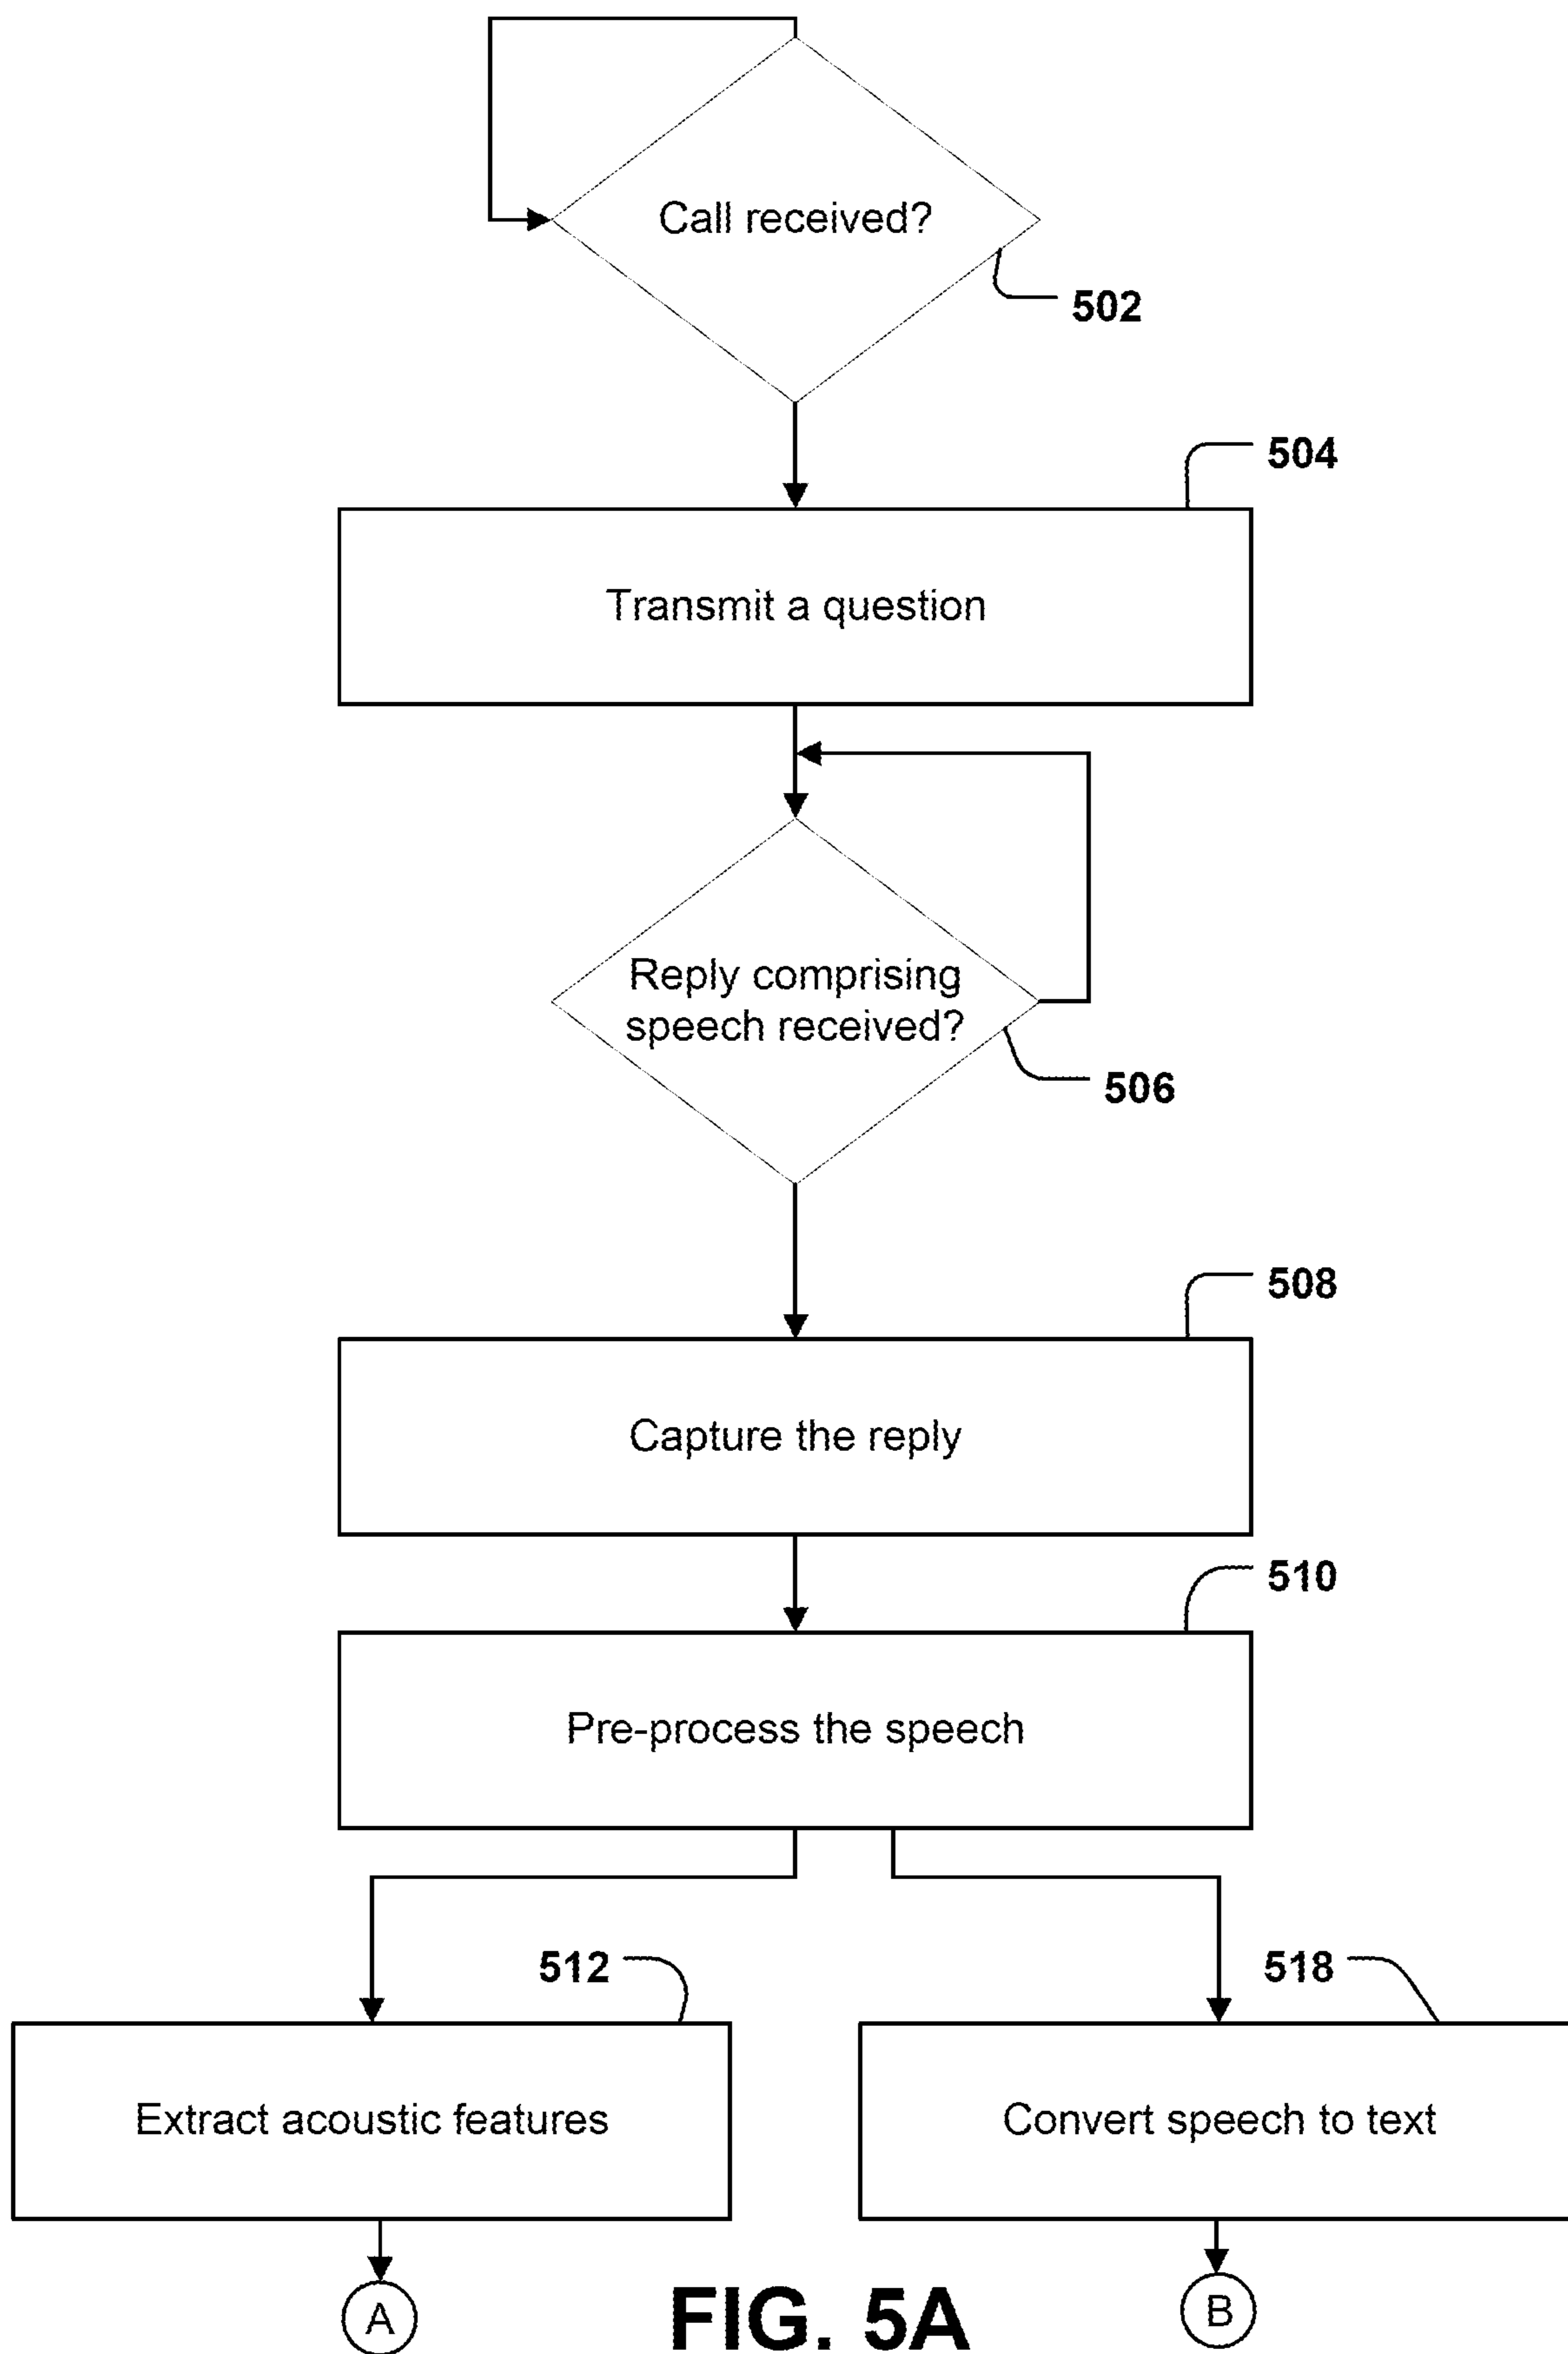 Call received?
502
504
Transmit a question
Reply comprising
speech received?
506
508
Capture the reply
510
Pre-process the speech
512
518
Extract acoustic features
Convert speech to text
A
B
FIG. 5A